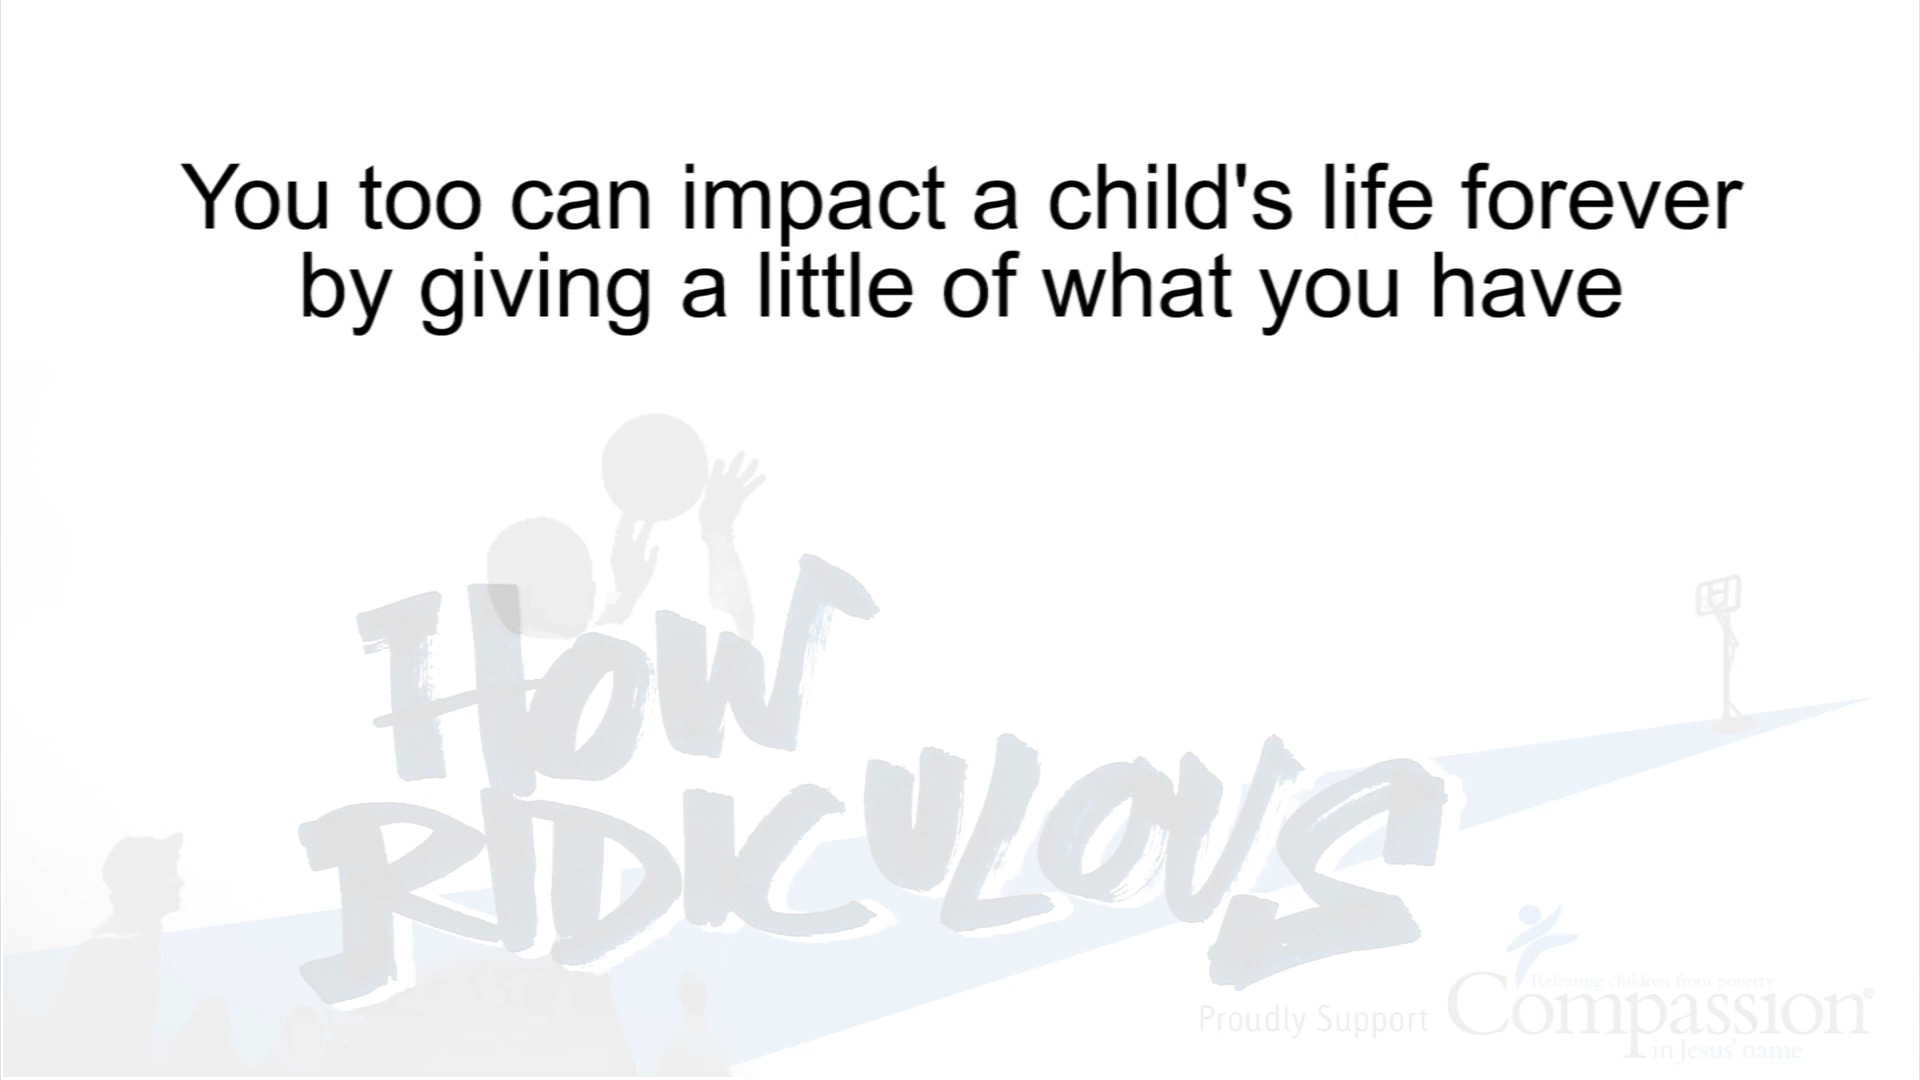 You too can impact a child's life forever
by giving a little of what you have
HOW
RIDICULOUS
Releasing children from poverty
Proudly Support Compassion®
in Jesus' name